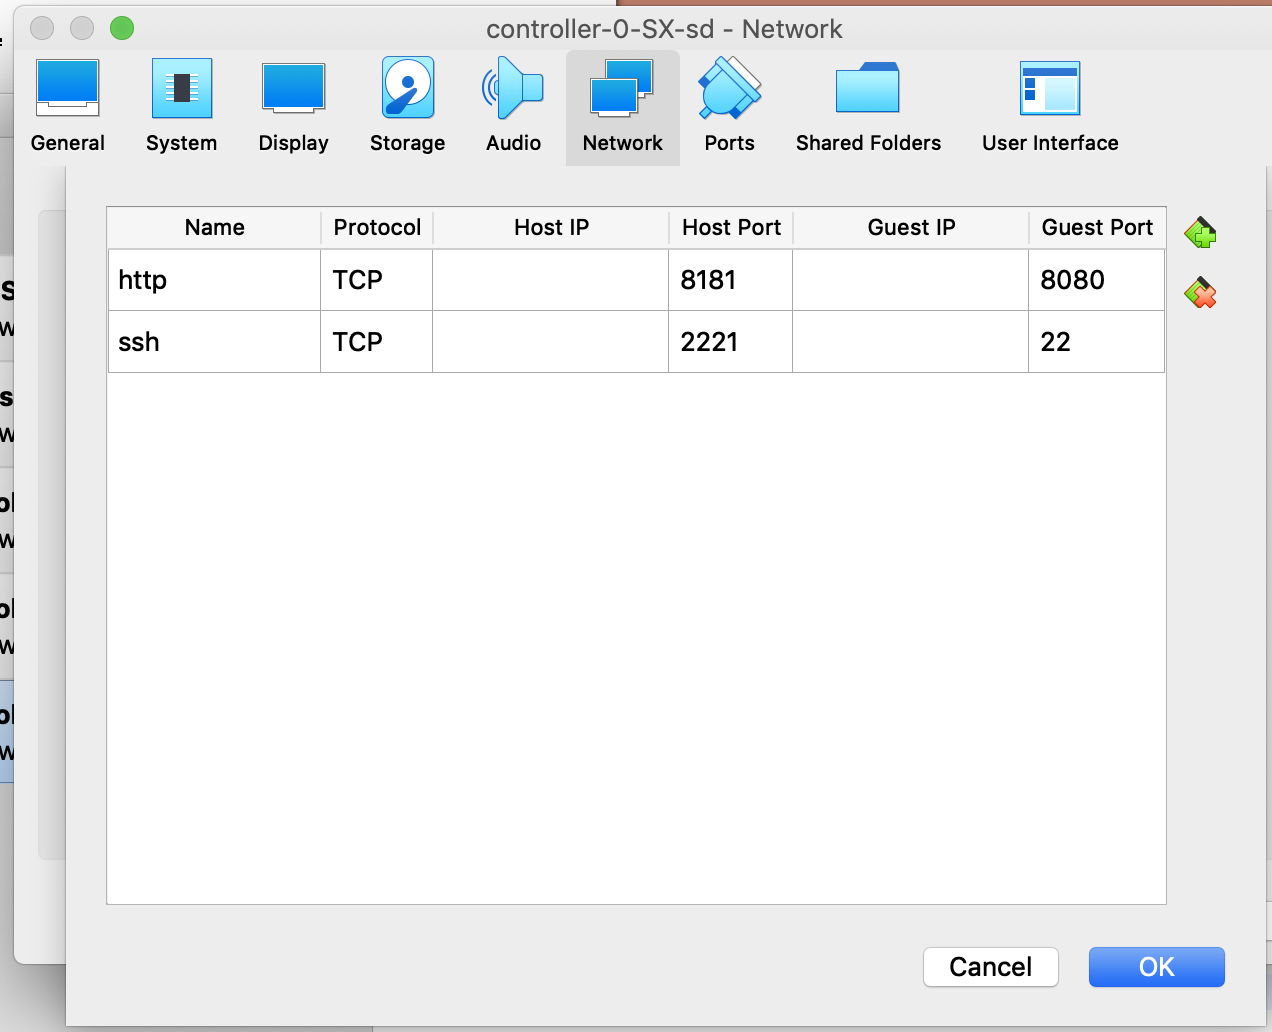 controller-0-SX-sd - Network
General System Display Storage Audio Network Ports Shared Folders User Interface
Name Protocol Host IP Host Port Guest IP Guest Port
http TCP 8181 8080
ssh TCP 2221 22
Cancel OK